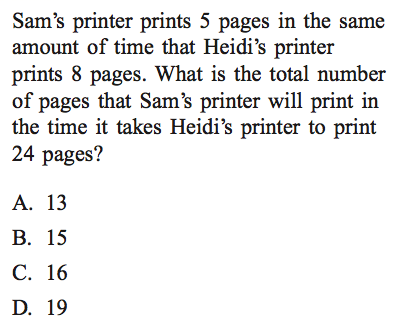 Sam’s printer prints 5 pages in the same
amount of time that Heidi’s printer
prints 8 pages. What is the total number
of pages that Sam’s printer will print in
the time it takes Heidi’s printer to print
24 pages?
A. 13
B. 15
C. 16
D. 19